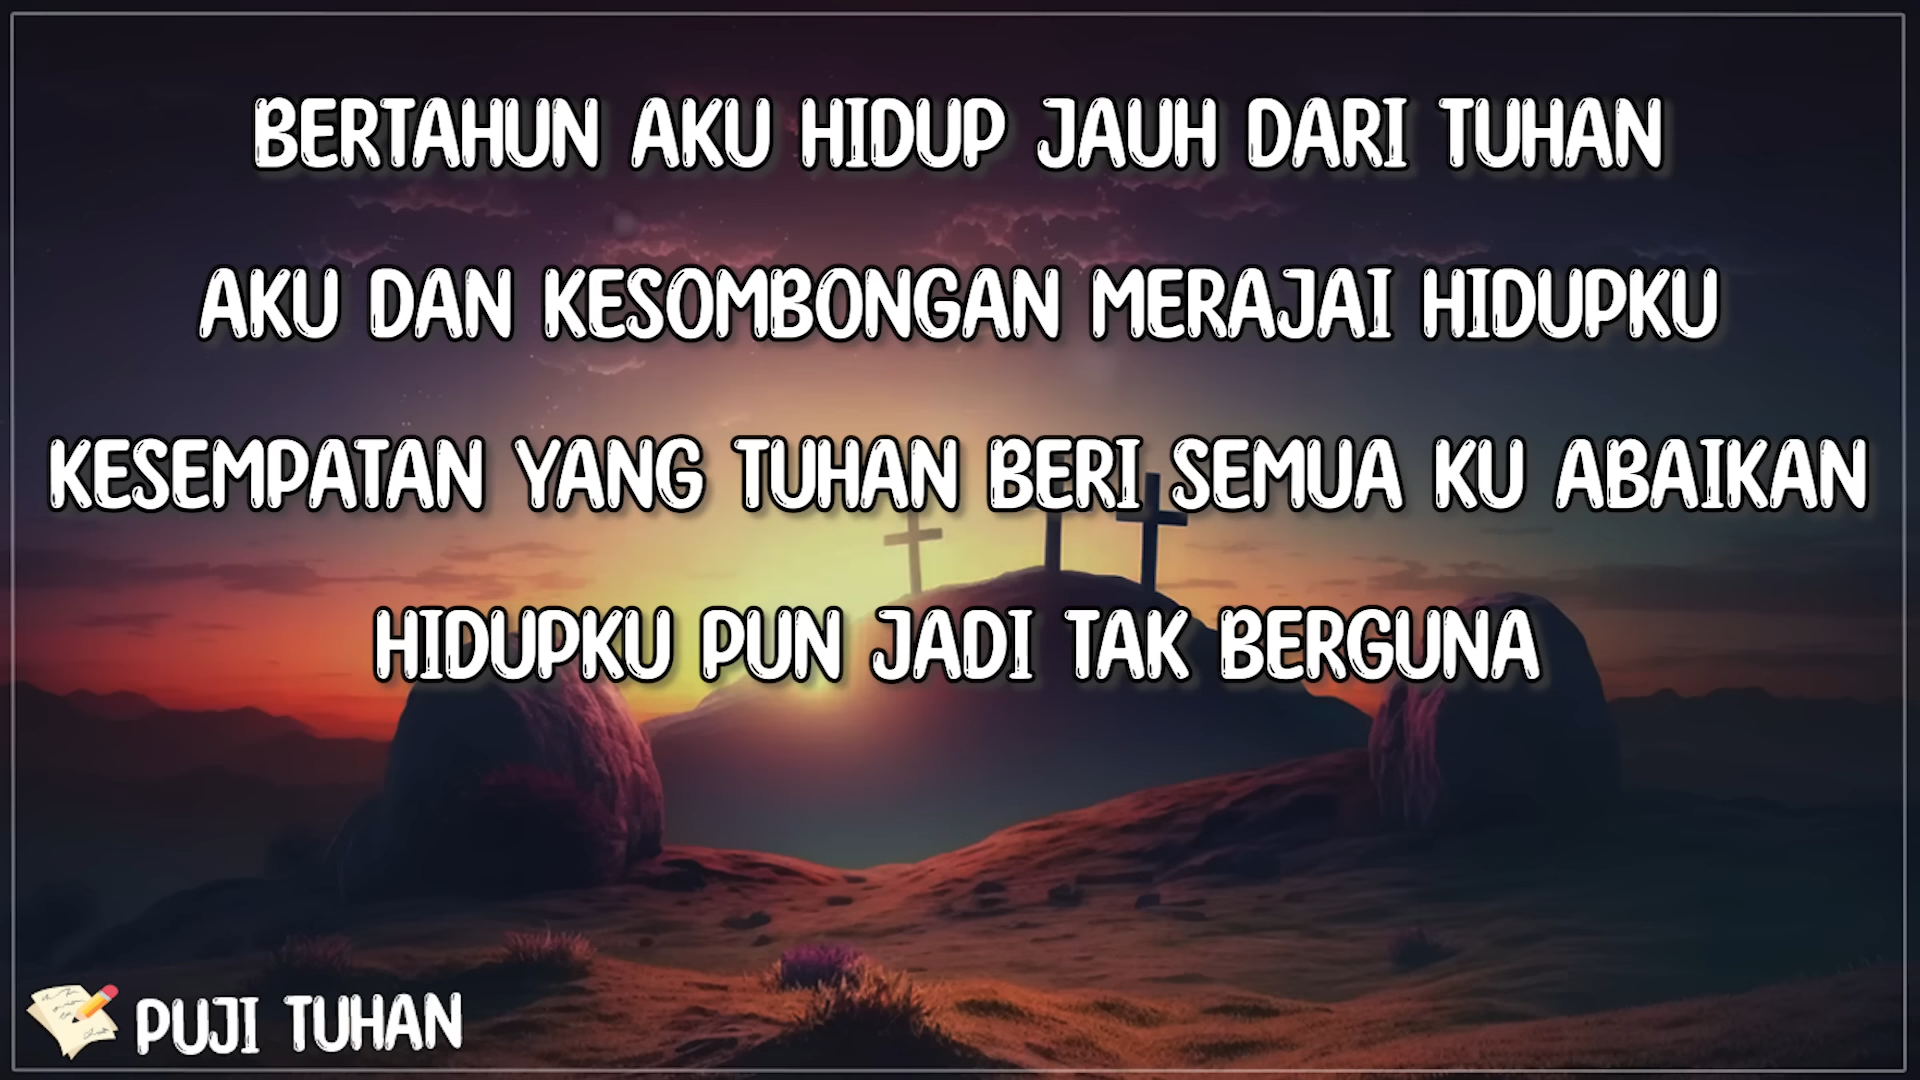 BERTAHUN AKU HIDUP JAUH DARI TUHAN
AKU DAN KESOMBONGAN MERAJAI HIDUPKU
KESEMPATAN YANG TUHAN BERI SEMUA KU ABAIKAN
HIDUPKU PUN JADI TAK BERGUNA
PUJI TUHAN